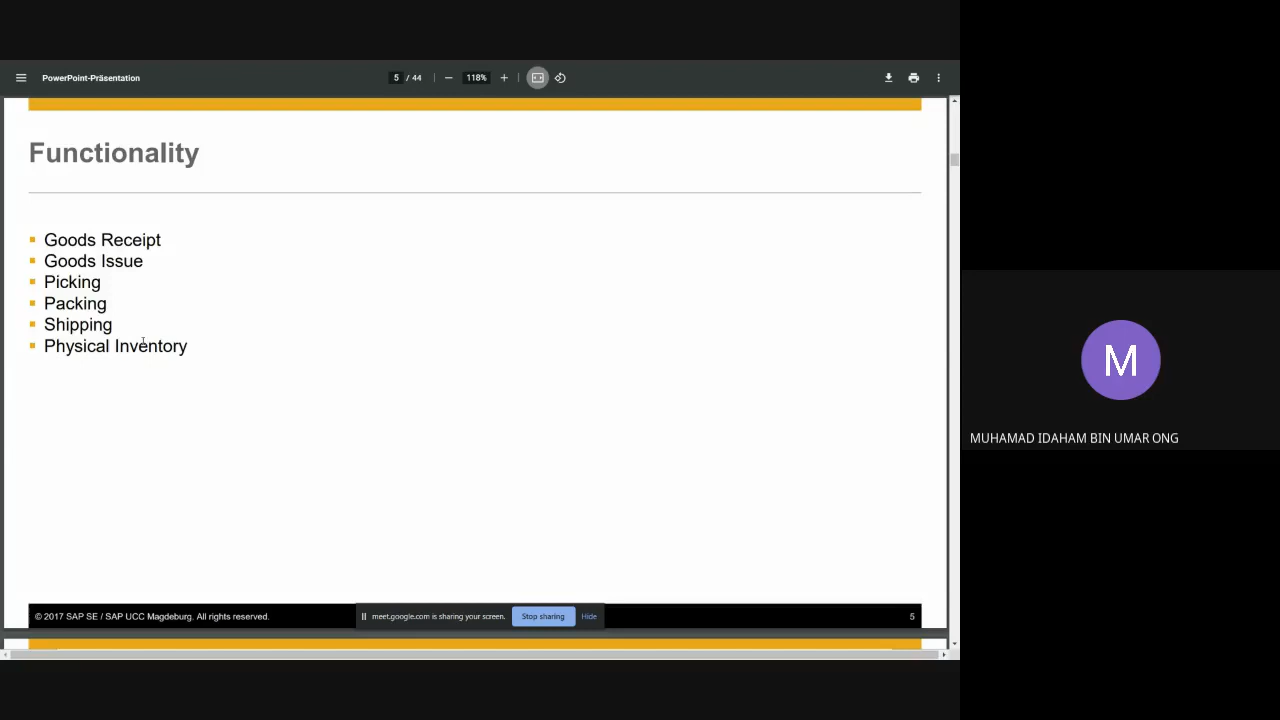 PowerPoint-Präsentation
5 / 44
118%
Functionality
Goods Receipt
Goods Issue
Picking
Packing
Shipping
Physical Inventory
© 2017 SAP SE / SAP UCC Magdeburg. All rights reserved.
meet.google.com is sharing your screen.
Stop sharing
Hide
5
M
MUHAMAD IDAHAM BIN UMAR ONG